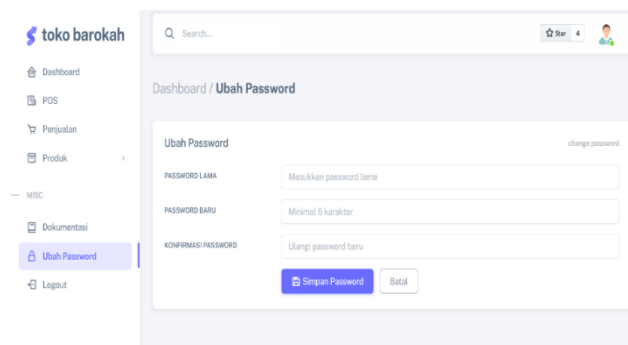 toko barokah
Search...
Star 4
Dashboard
POS
Penjualan
Produk
MISC
Dokumentasi
Ubah Password
Logout
Dashboard / Ubah Password
Ubah Password
change password
PASSWORD LAMA
Masukkan password lama
PASSWORD BARU
Minimal 6 karakter
KONFIRMASI PASSWORD
Ulangi password baru
Simpan Password
Batal